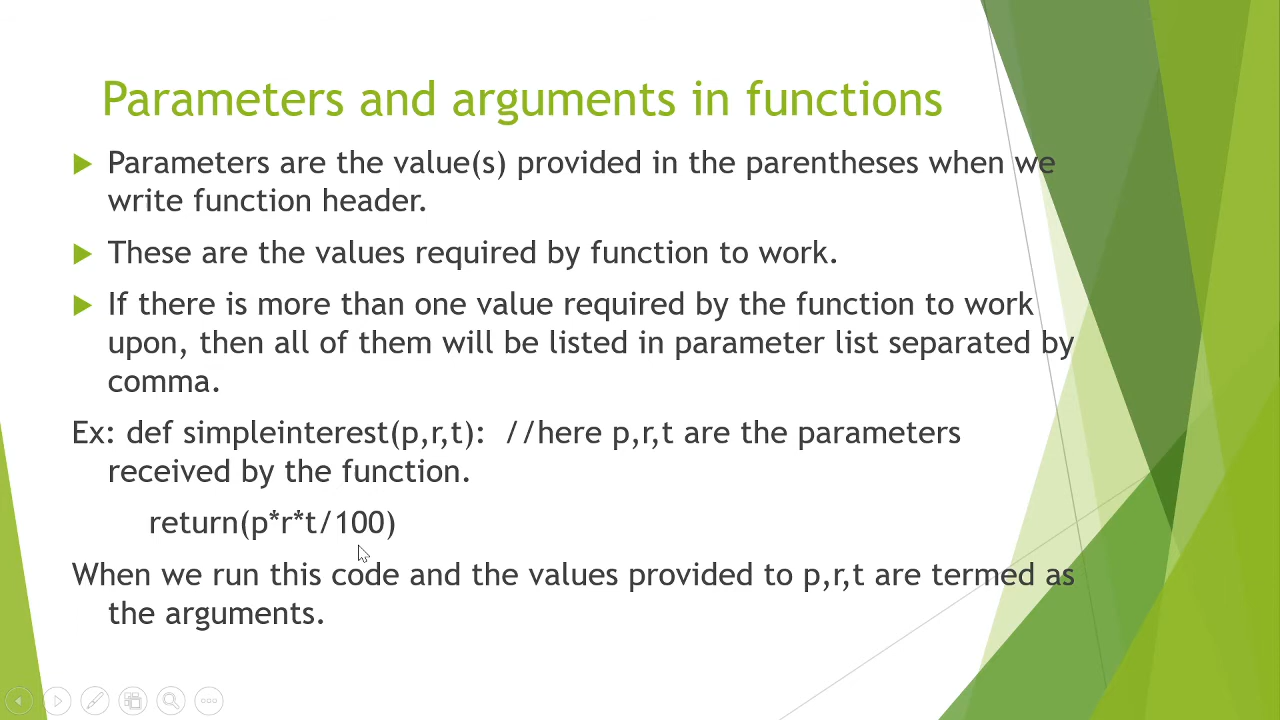 Parameters and arguments in functions
Parameters are the value(s) provided in the parentheses when we
write function header.
These are the values required by function to work.
If there is more than one value required by the function to work
upon, then all of them will be listed in parameter list separated by
comma.
Ex: def simpleinterest(p,r,t):  //here p,r,t are the parameters
received by the function.
return(p*r*t/100)
When we run this code and the values provided to p,r,t are termed as
the arguments.